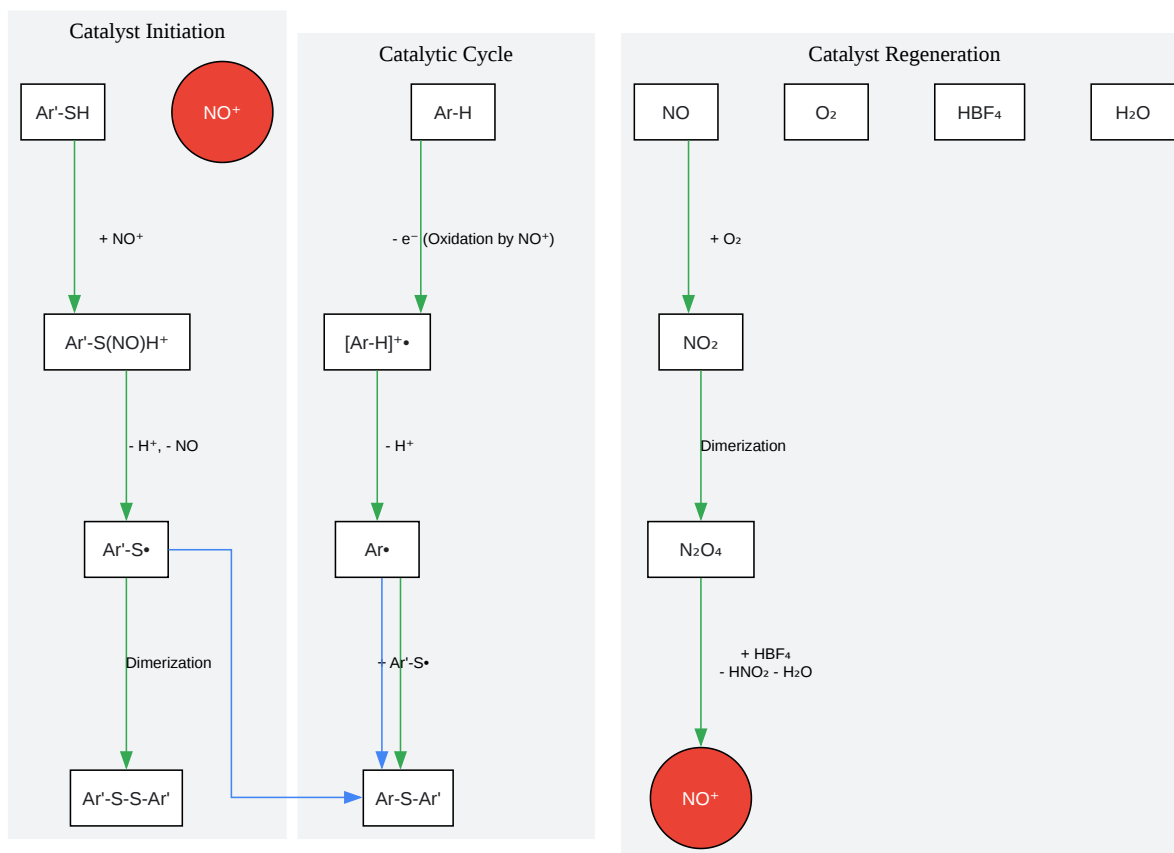 Catalyst Initiation
Ar'-SH
NO⁺
+ NO⁺
Ar'-S(NO)H⁺
- H⁺, - NO
Ar'-S•
Dimerization
Ar'-S-S-Ar'
Catalytic Cycle
Ar-H
- e⁻ (Oxidation by NO⁺)
[Ar-H]⁺•
- H⁺
Ar•
+ Ar'-S•
Ar-S-Ar'
Catalyst Regeneration
NO
O₂
HBF₄
H₂O
+ O₂
NO₂
Dimerization
N₂O₄
+ HBF₄
- HNO₂ - H₂O
NO⁺